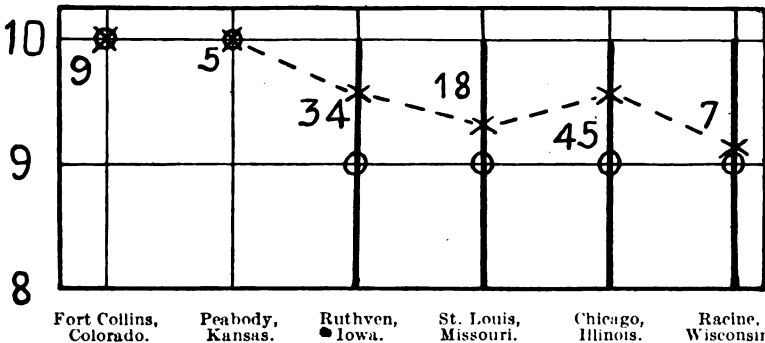 10
9
5
34
18
45
7
9
8
Fort Collins, Colorado.
Peabody, Kansas.
Ruthven, Iowa.
St. Louis, Missouri.
Chicago, Illinois.
Racine, Wisconsin